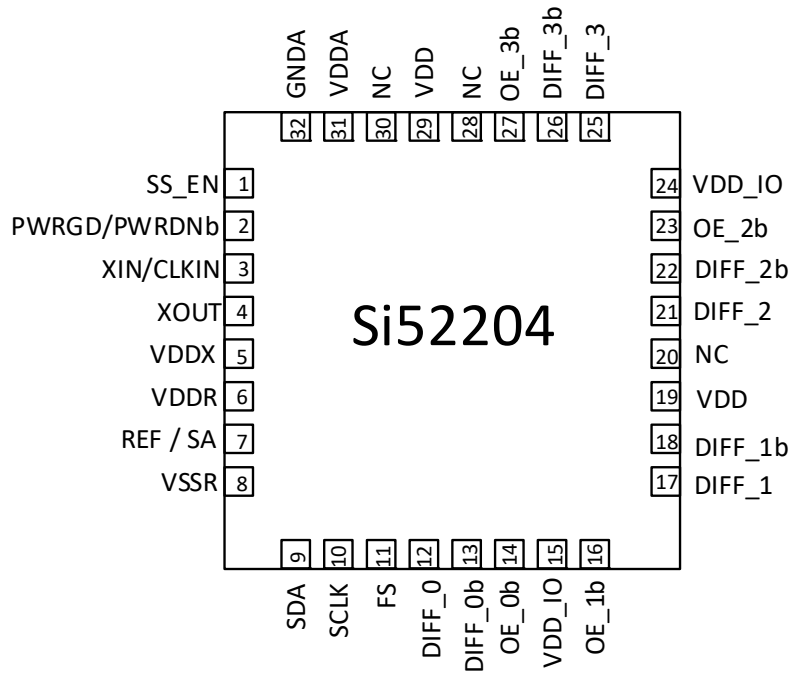 GNDA
VDDA
NC
VDD
NC
OE_3b
DIFF_3b
DIFF_3
32
31
30
29
28
27
26
25
SS_EN 1
PWRGD/PWRDNb 2
XIN/CLKIN 3
XOUT 4
VDDX 5
VDDR 6
REF / SA 7
VSSR 8
Si52204
24 VDD_IO
23 OE_2b
22 DIFF_2b
21 DIFF_2
20 NC
19 VDD
18 DIFF_1b
17 DIFF_1
9
10
11
12
13
14
15
16
SDA
SCLK
FS
DIFF_0
DIFF_0b
OE_0b
VDD_IO
OE_1b